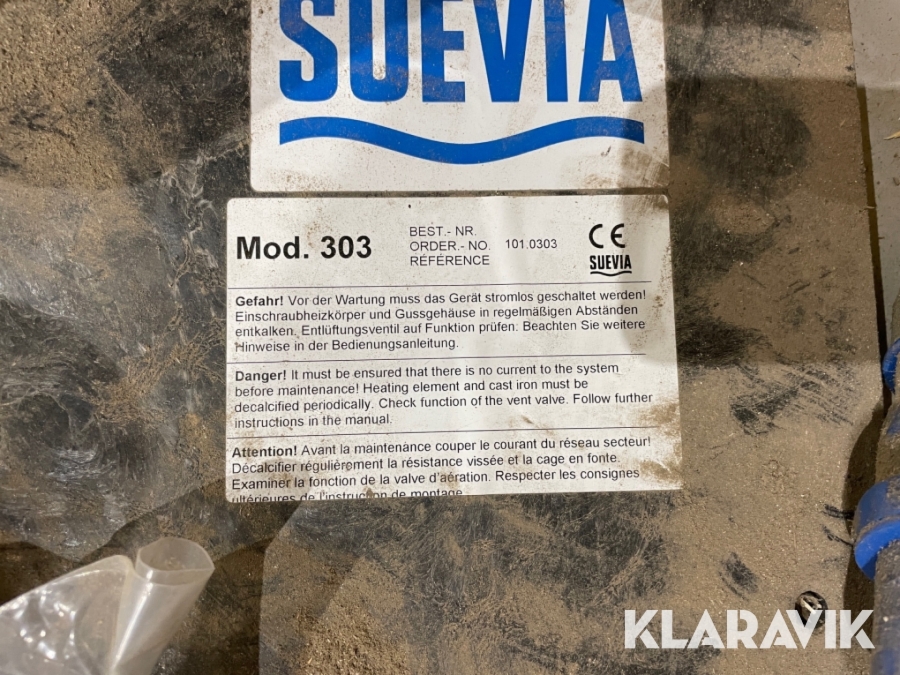 SUEVIA
Mod. 303
BEST.- NR.
ORDER.- NO. 101.0303
RÉFÉRENCE
CE
SUEVIA
Gefahr! Vor der Wartung muss das Gerät stromlos geschaltet werden!
Einschraubheizkörper und Gussgehäuse in regelmäßigen Abständen
entkalken. Entlüftungsventil auf Funktion prüfen. Beachten Sie weitere
Hinweise in der Bedienungsanleitung.
Danger! It must be ensured that there is no current to the system
before maintenance! Heating element and cast iron must be
decalcified periodically. Check function of the vent valve. Follow further
instructions in the manual.
Attention! Avant la maintenance couper le courant du réseau secteur!
Décalcifier régulièrement la résistance vissée et la cage en fonte.
Examiner la fonction de la valve d'aération. Respecter les consignes
ultérieures de l'instruction de montage
KLARAVIK